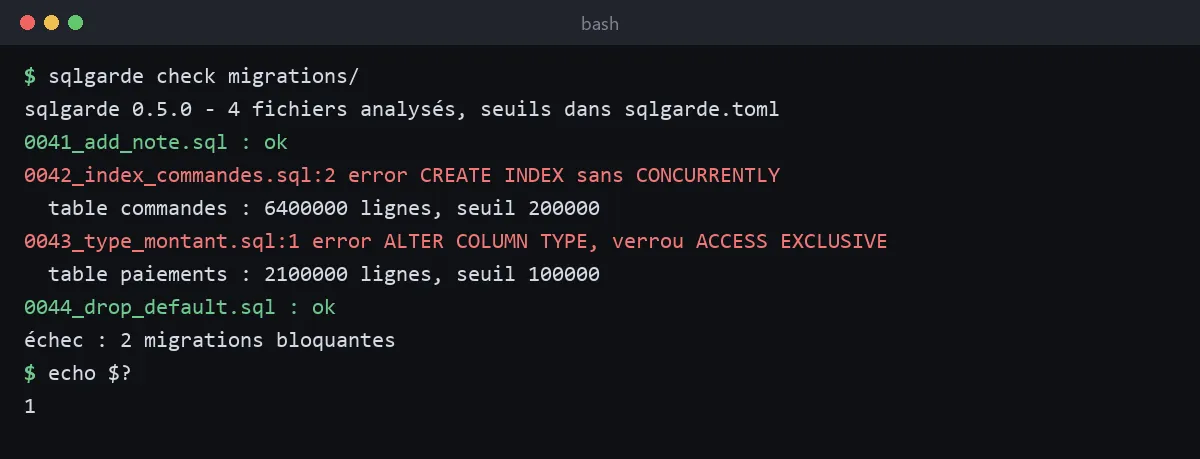 bash
$ sqlgarde check migrations/
sqlgarde 0.5.0 - 4 fichiers analysés, seuils dans sqlgarde.toml
0041_add_note.sql : ok
0042_index_commandes.sql:2 error CREATE INDEX sans CONCURRENTLY
  table commandes : 6400000 lignes, seuil 200000
0043_type_montant.sql:1 error ALTER COLUMN TYPE, verrou ACCESS EXCLUSIVE
  table paiements : 2100000 lignes, seuil 100000
0044_drop_default.sql : ok
échec : 2 migrations bloquantes
$ echo $?
1